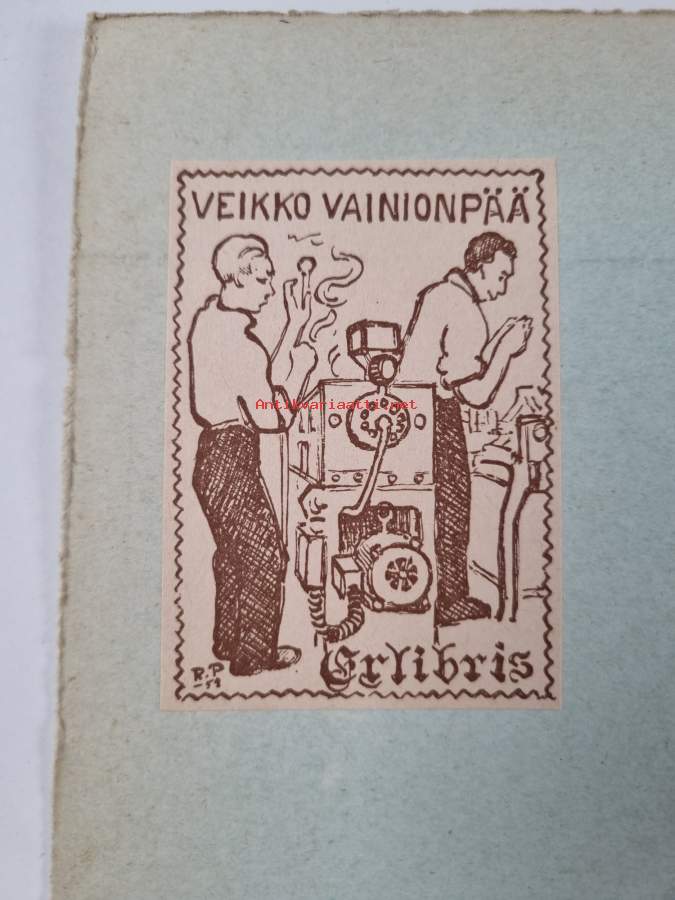 VEIKKO VAINIONPÄÄ
Antikvariaatti.net
Exlibris
R.P